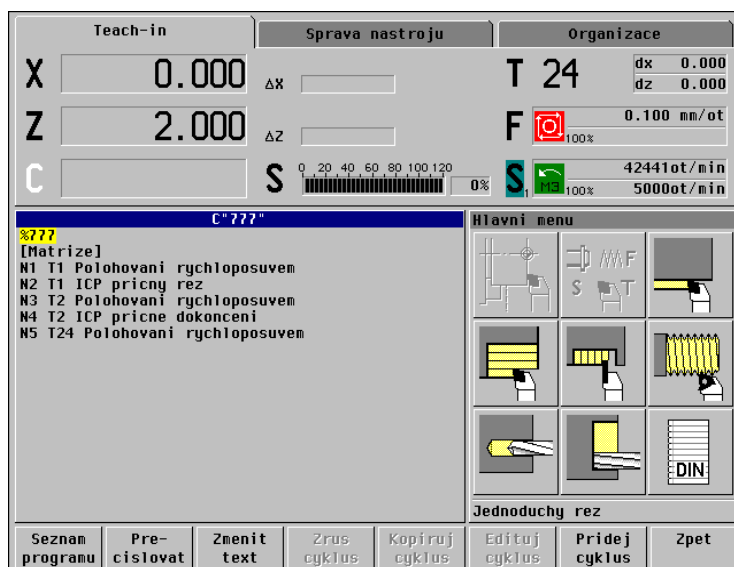 Teach-in
Sprava nastroju
Organizace
X 0.000 ΔX
T 24 dx 0.000
dz 0.000
Z 2.000 ΔZ
F 100% 0.100 mm/ot
C
S 0 20 40 60 80 100 120 0%
S1 M3 100% 42441ot/min
5000ot/min
C"777"
%777
[Matrize]
N1 T1 Polohovani rychloposuvem
N2 T1 ICP pricny rez
N3 T2 Polohovani rychloposuvem
N4 T2 ICP pricne dokonceni
N5 T24 Polohovani rychloposuvem
Hlavni menu
F
S T
DIN
Jednoduchy rez
Seznam programu
Pre-cislovat
Zmenit text
Zrus cyklus
Kopiruj cyklus
Edituj cyklus
Pridej cyklus
Zpet